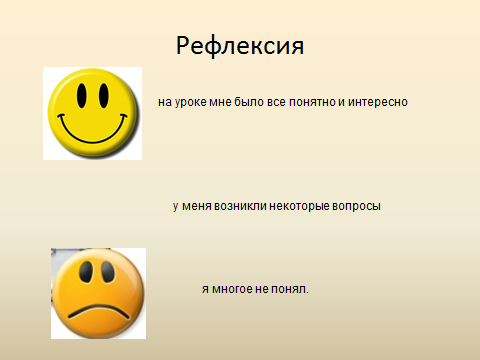 Рефлексия
на уроке мне было все понятно и интересно
у меня возникли некоторые вопросы
я многое не понял.